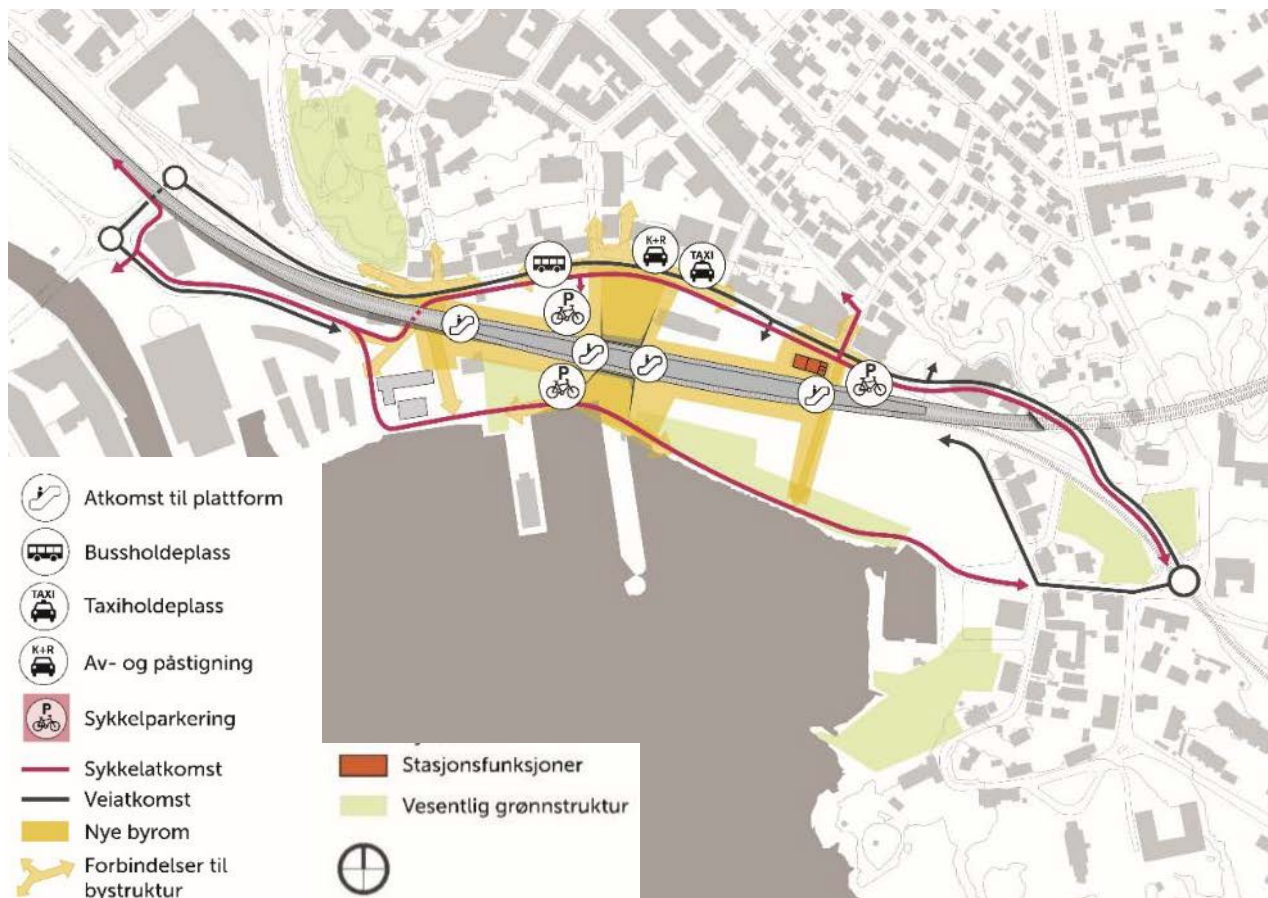 K+R
TAXI
P
P
P
Atkomst til plattform
Bussholdeplass
TAXI
Taxiholdeplass
K+R
Av- og påstigning
P
Sykkelparkering
Sykkelatkomst
Veiatkomst
Nye byrom
Forbindelser til
bystruktur
Stasjonsfunksjoner
Vesentlig grønnstruktur